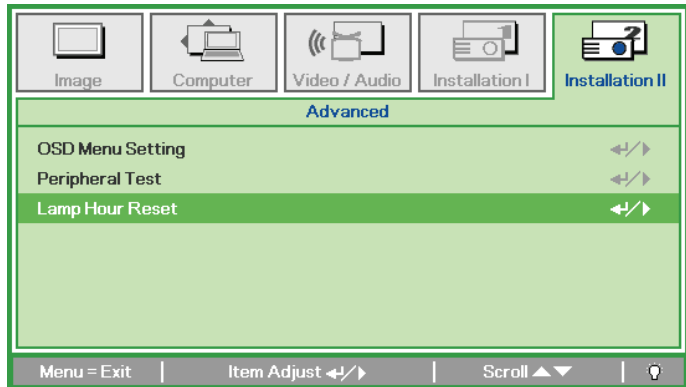 Image Computer Video / Audio Installation I Installation II
Advanced
OSD Menu Setting
Peripheral Test
Lamp Hour Reset
Menu = Exit Item Adjust Scroll